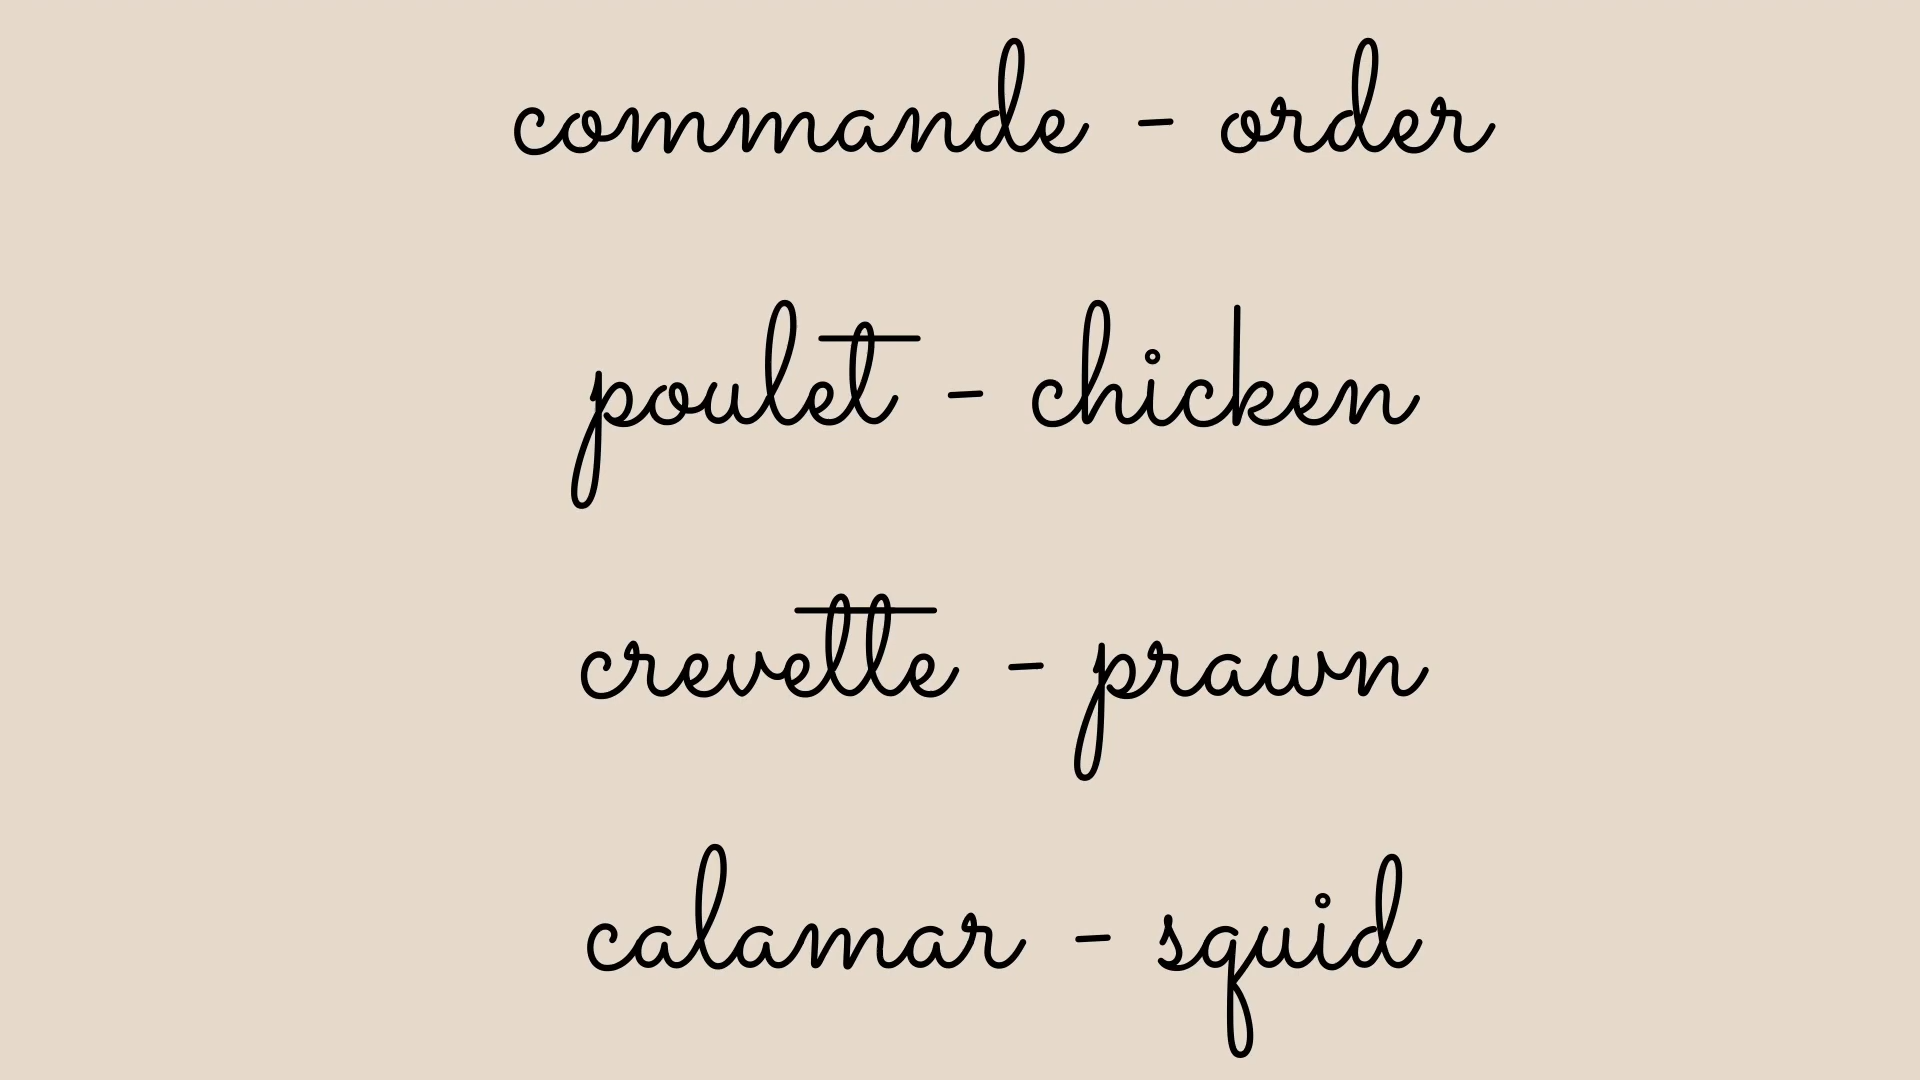 commande - order
poulet - chicken
crevette - prawn
calamar - squid